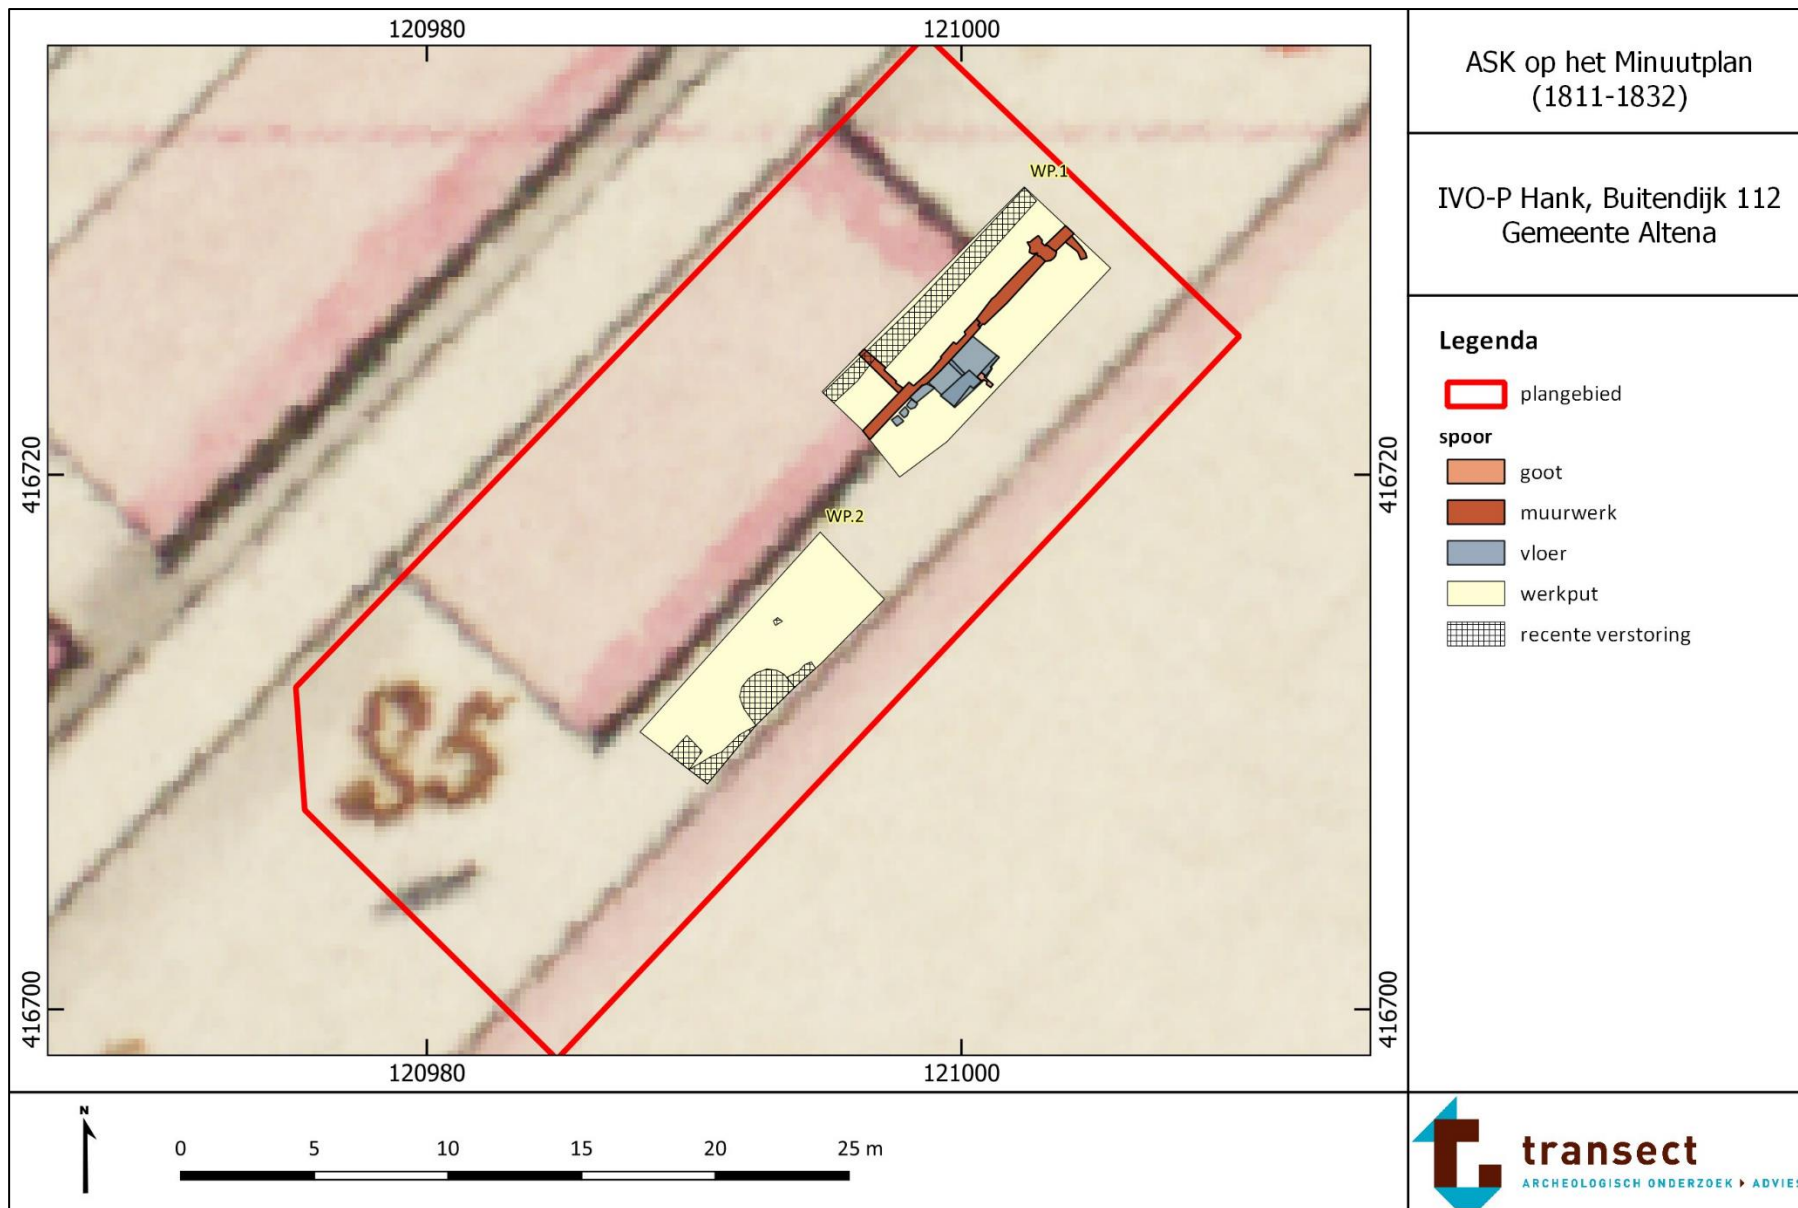 120980
121000
416720
416700
416720
416700
120980
121000
WP.1
WP.2
85
ASK op het Minuutplan
(1811-1832)
IVO-P Hank, Buitendijk 112
Gemeente Altena
Legenda
plangebied
spoor
goot
muurwerk
vloer
werkput
recente verstoring
N
0 5 10 15 20 25 m
transect
ARCHEOLOGISCH ONDERZOEK ▸ ADVIES